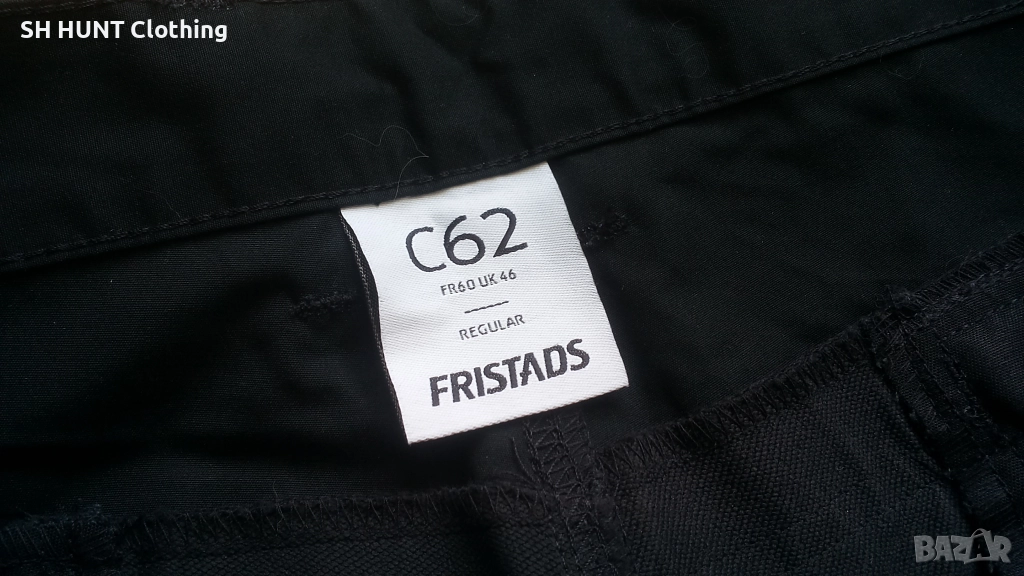 SH HUNT Clothing
C62
FR60 UK 46
REGULAR
FRISTADS
BAZAR